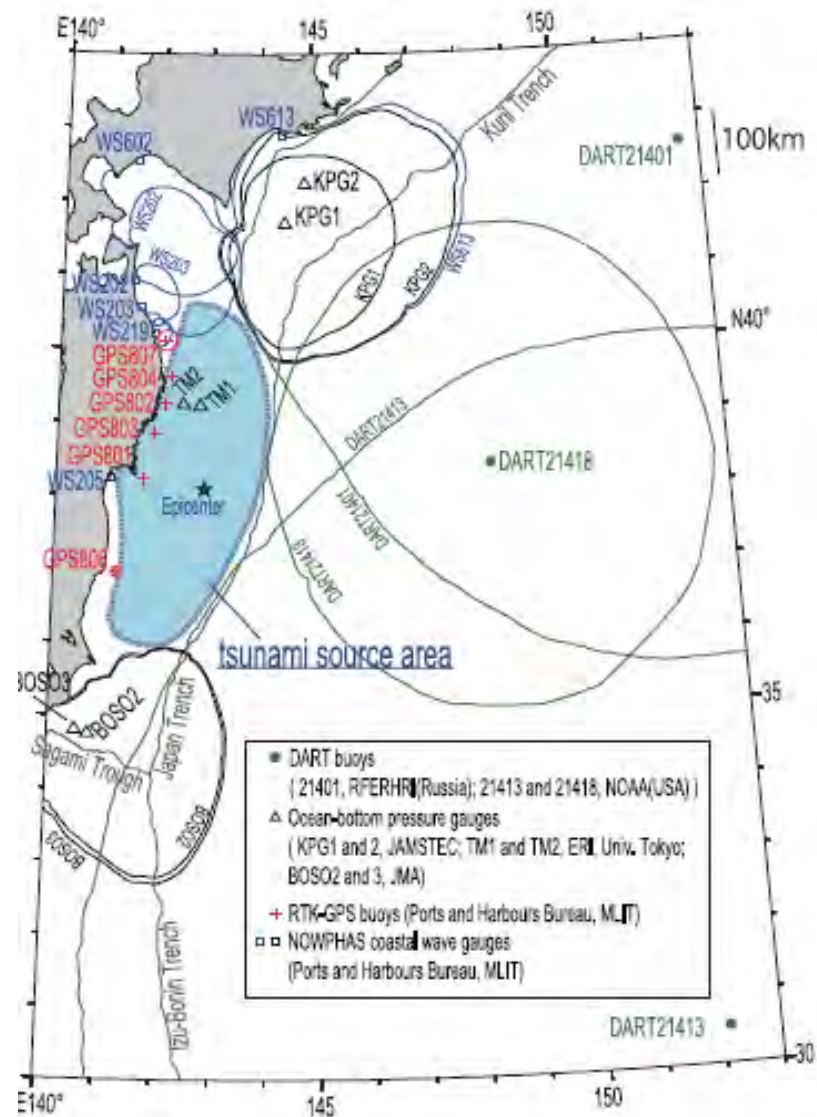 E140°
145
150
Kuril Trench
WS613
100km
WS602
DART21401
KPG2
WS202
KPG1
WS203
WS613
KPG1
KPG2
WS202
WS203
N40°
WS219
GPS807
GPS804
TM2
TM1
GPS802
DART21413
GPS803
GPS801
DART21418
WS205
Epicenter
DART21401
DART21413
GPS806
tsunami source area
BOSO3
35
BOSO2
Japan Trench
Sagami Trough
DART buoys
( 21401, RFERHRI(Russia); 21413 and 21418, NOAA(USA) )
Ocean-bottom pressure gauges
( KPG1 and 2, JAMSTEC; TM1 and TM2, ERI, Univ. Tokyo;
BOSO2 and 3, JMA)
BOSO2
BOSO3
RTK-GPS buoys (Ports and Harbours Bureau, MLIT)
NOWPHAS coastal wave gauges
(Ports and Harbours Bureau, MLIT)
Izu-Bonin Trench
DART21413
30
E140°
145
150